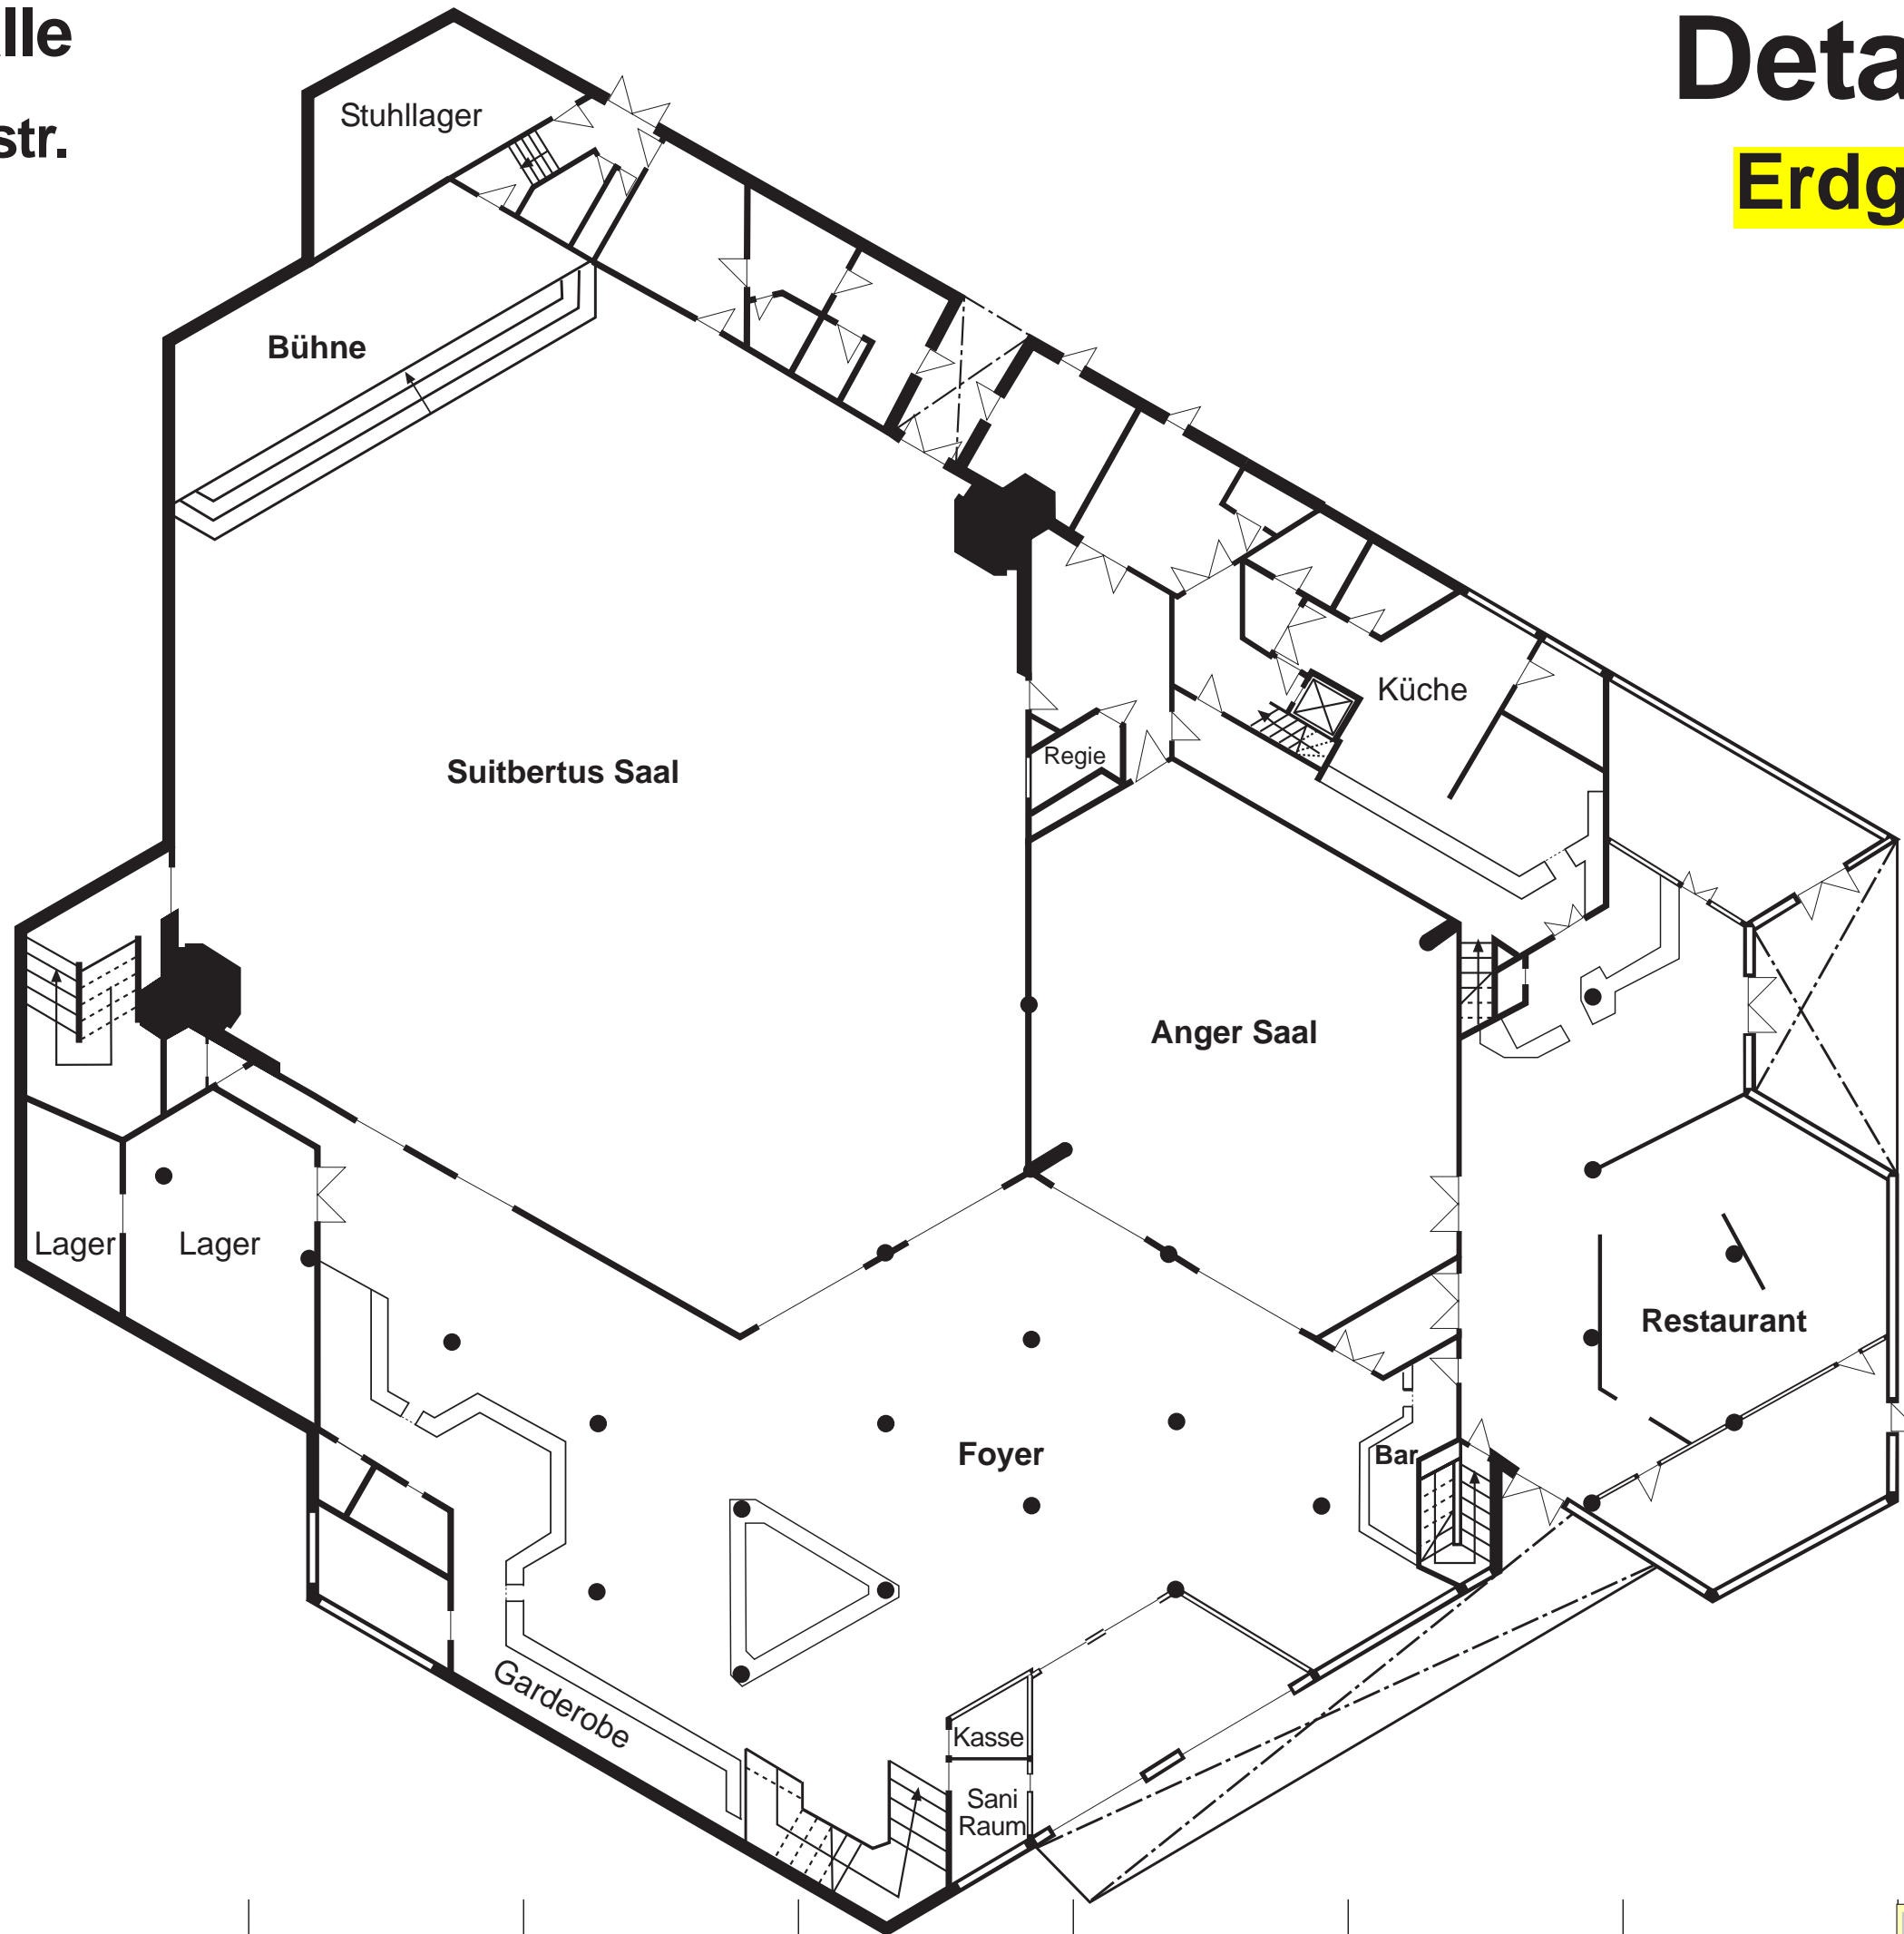 lle
str.
Deta
Erdg
Stuhllager
Bühne
Suitbertus Saal
Regie
Küche
Anger Saal
Lager
Lager
Restaurant
Foyer
Bar
Garderobe
Kasse
Sani
Raum